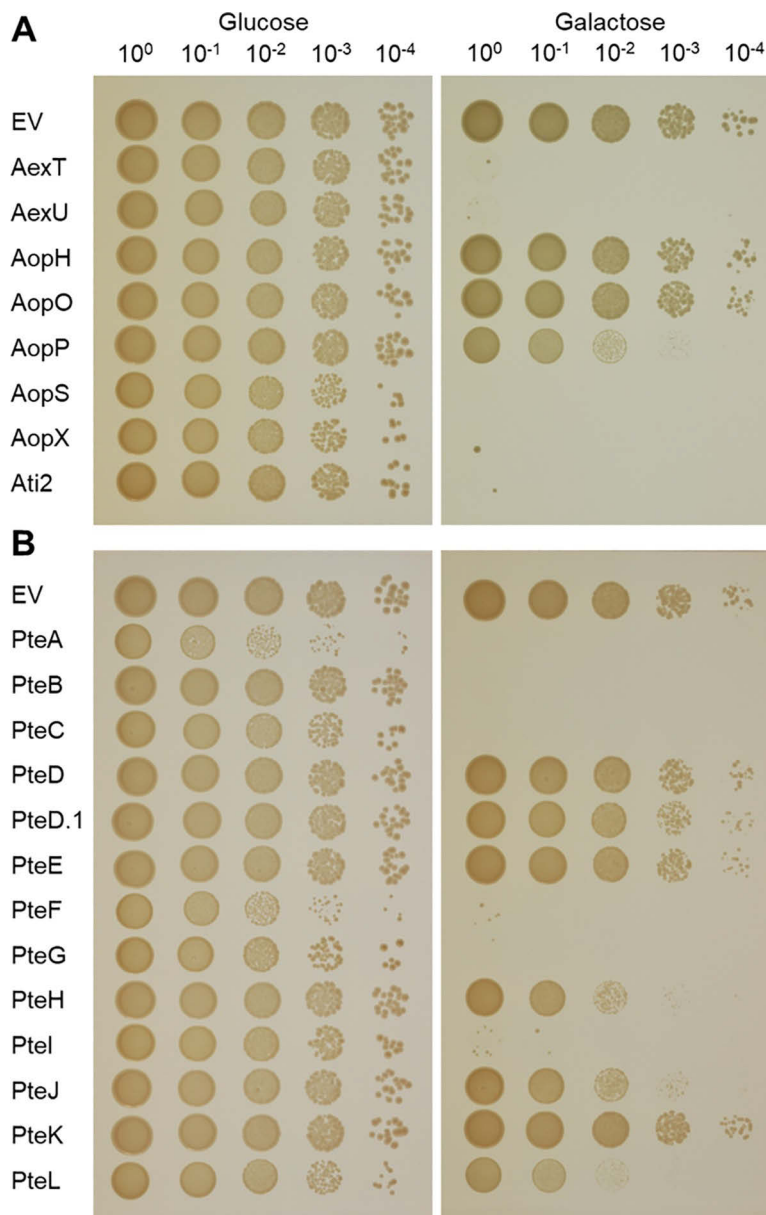 A
Glucose
Galactose
10⁰ 10⁻¹ 10⁻² 10⁻³ 10⁻⁴ 10⁰ 10⁻¹ 10⁻² 10⁻³ 10⁻⁴
EV
AexT
AexU
AopH
AopO
AopP
AopS
AopX
Ati2
B
EV
PteA
PteB
PteC
PteD
PteD.1
PteE
PteF
PteG
PteH
PteI
PteJ
PteK
PteL